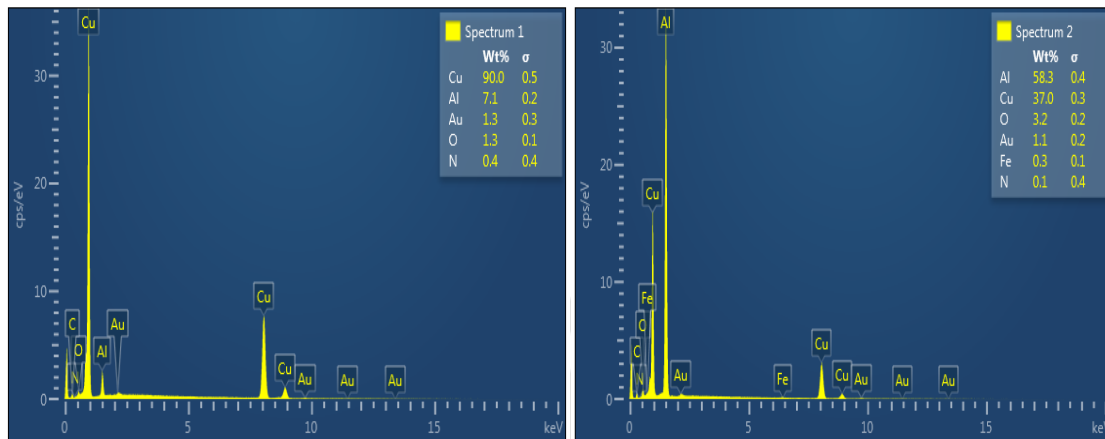 Spectrum 1
Wt% σ
Cu 90.0 0.5
Al 7.1 0.2
Au 1.3 0.3
O 1.3 0.1
N 0.4 0.4
cps/eV
30
20
10
0
Cu
C
N
O
Al
Au
Cu
Cu
Au
Au
Au
0 5 10 15 keV
Spectrum 2
Wt% σ
Al 58.3 0.4
Cu 37.0 0.3
O 3.2 0.2
Au 1.1 0.2
Fe 0.3 0.1
N 0.1 0.4
cps/eV
30
20
10
0
Al
Cu
Fe
O
C
N
Au
Fe
Cu
Cu
Au
Au
Au
0 5 10 15 keV